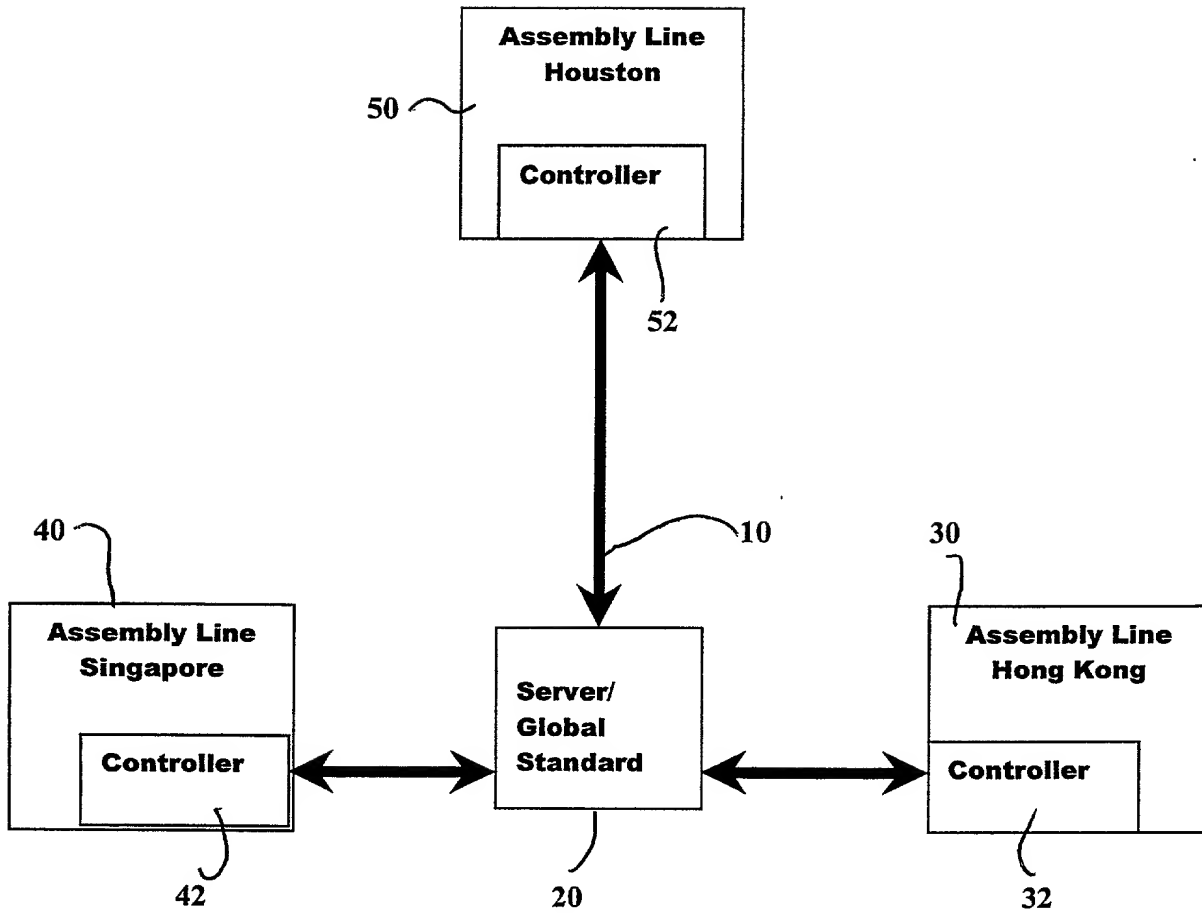 Assembly Line
Houston
50
Controller
52
40
10
30
Assembly Line
Singapore
Server/
Global
Standard
Assembly Line
Hong Kong
Controller
Controller
42
20
32